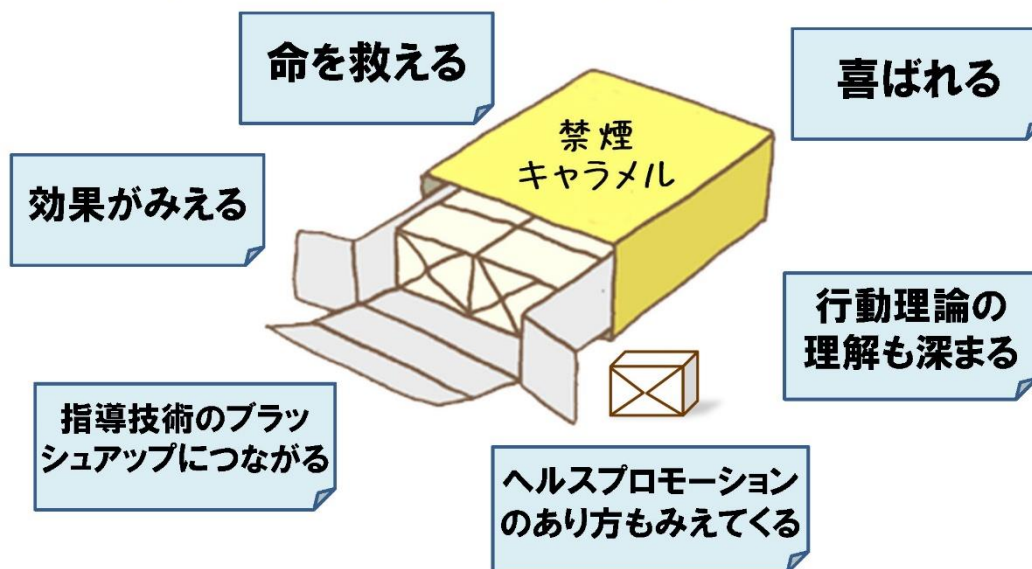 命を救える
喜ばれる
禁煙
キャラメル
効果がみえる
行動理論の
理解も深まる
指導技術のブラッ
シュアップにつながる
ヘルスプロモーション
のあり方もみえてくる